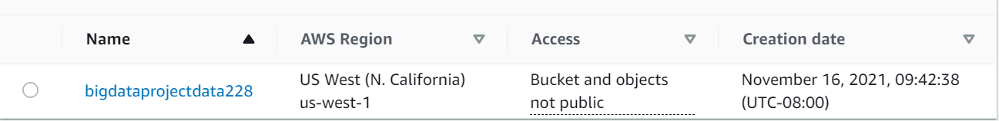 Name AWS Region Access Creation date
bigdataprojectdata228
US West (N. California)
us-west-1
Bucket and objects
not public
November 16, 2021, 09:42:38
(UTC-08:00)